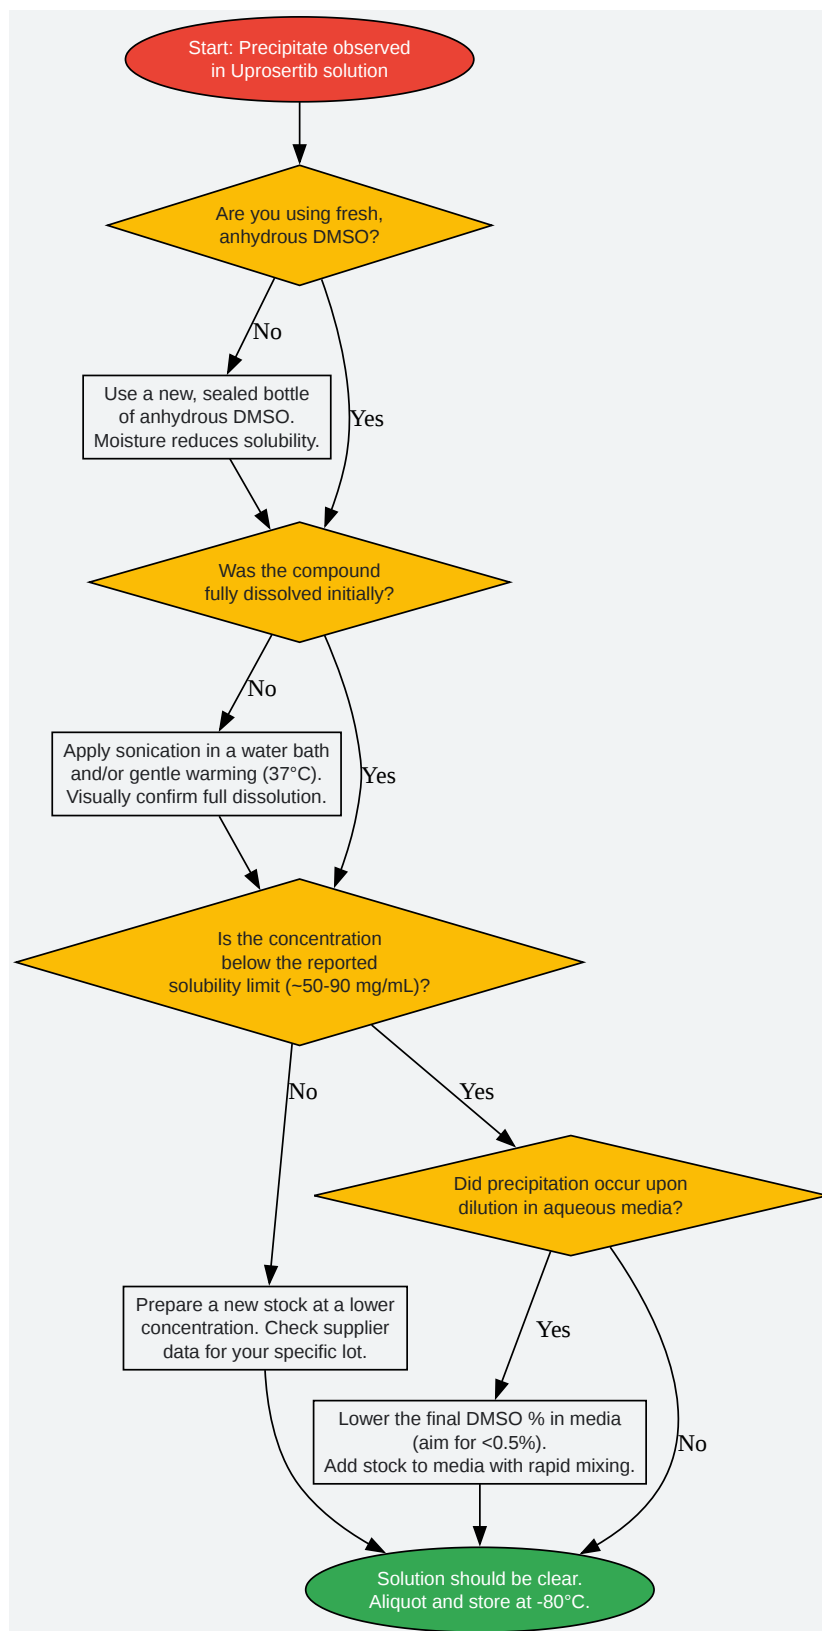 Start: Precipitate observed
in Uprosertib solution
Are you using fresh,
anhydrous DMSO?
No
Use a new, sealed bottle
of anhydrous DMSO.
Moisture reduces solubility.
Yes
Was the compound
fully dissolved initially?
No
Apply sonication in a water bath
and/or gentle warming (37°C).
Visually confirm full dissolution.
Yes
Is the concentration
below the reported
solubility limit (~50-90 mg/mL)?
No
Yes
Did precipitation occur upon
dilution in aqueous media?
Prepare a new stock at a lower
concentration. Check supplier
data for your specific lot.
Yes
Lower the final DMSO % in media
(aim for <0.5%).
Add stock to media with rapid mixing.
No
Solution should be clear.
Aliquot and store at -80°C.